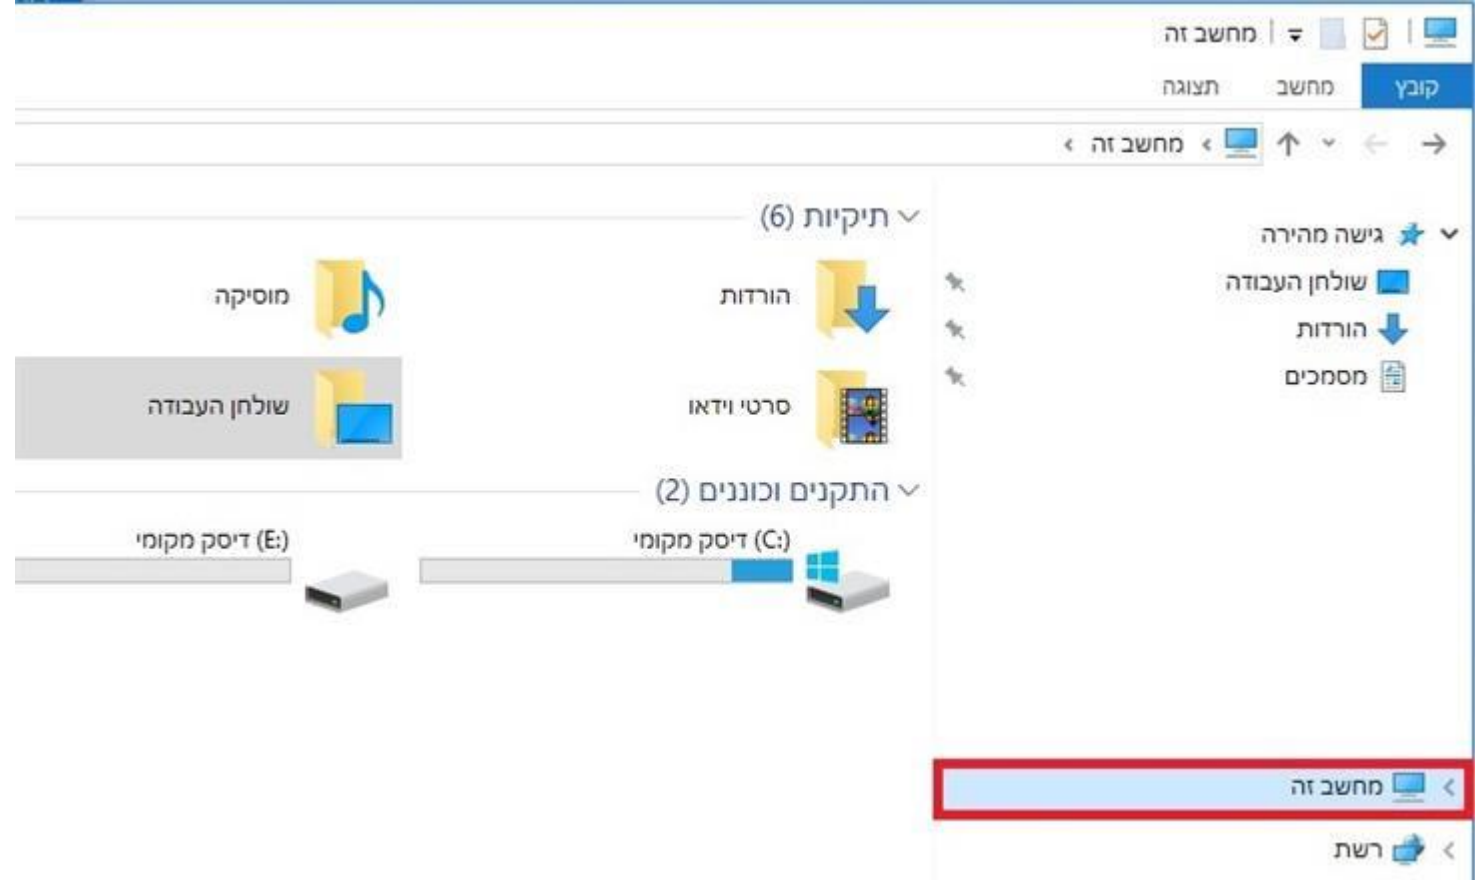 מחשב זה
קובץ מחשב תצוגה
מחשב זה
גישה מהירה
שולחן העבודה
הורדות
מסמכים
מחשב זה
רשת
תיקיות (6)
הורדות
מוסיקה
סרטי וידאו
שולחן העבודה
התקנים וכוננים (2)
(C:) דיסק מקומי
(E:) דיסק מקומי